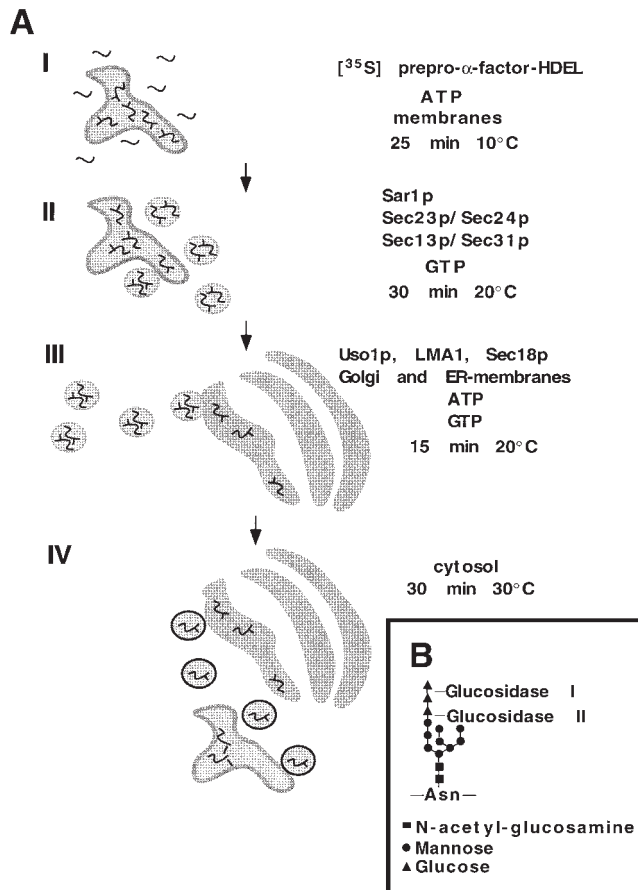 A
I
[³⁵S] prepro-α-factor-HDEL
ATP
membranes
25 min 10°C
II
Sar1p
Sec23p/Sec24p
Sec13p/Sec31p
GTP
30 min 20°C
III
Uso1p, LMA1, Sec18p
Golgi and ER-membranes
ATP
GTP
15 min 20°C
IV
cytosol
30 min 30°C
B
Glucosidase I
Glucosidase II
Asn
N-acetyl-glucosamine
Mannose
Glucose